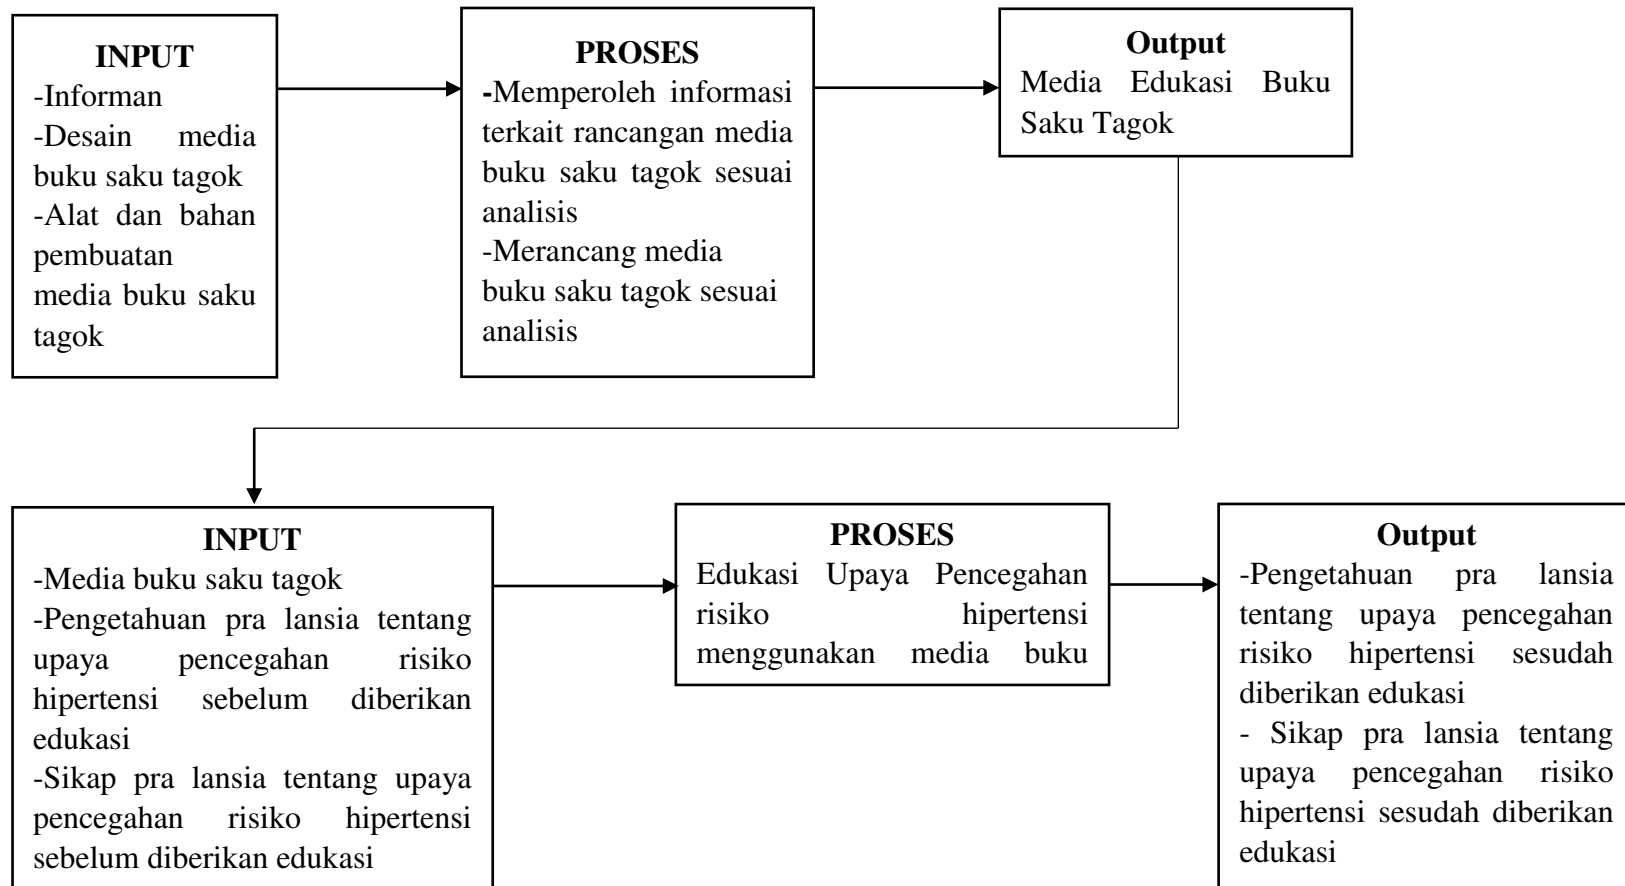 INPUT
-Informan
-Desain media
buku saku tagok
-Alat dan bahan
pembuatan
media buku saku
tagok
PROSES
-Memperoleh informasi
terkait rancangan media
buku saku tagok sesuai
analisis
-Merancang media
buku saku tagok sesuai
analisis
Output
Media Edukasi Buku
Saku Tagok
INPUT
-Media buku saku tagok
-Pengetahuan pra lansia tentang
upaya pencegahan risiko
hipertensi sebelum diberikan
edukasi
-Sikap pra lansia tentang upaya
pencegahan risiko hipertensi
sebelum diberikan edukasi
PROSES
Edukasi Upaya Pencegahan
risiko hipertensi
menggunakan media buku
Output
-Pengetahuan pra lansia
tentang upaya pencegahan
risiko hipertensi sesudah
diberikan edukasi
- Sikap pra lansia tentang
upaya pencegahan risiko
hipertensi sesudah diberikan
edukasi